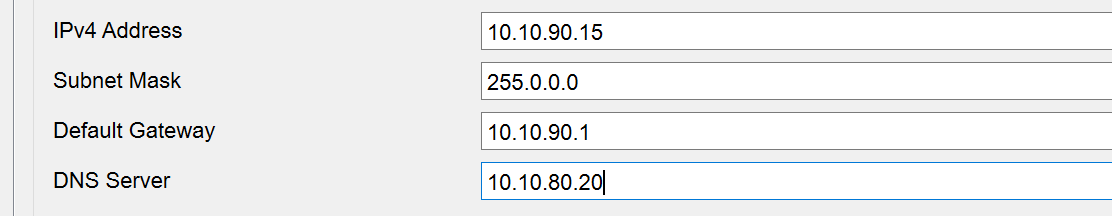 IPv4 Address 10.10.90.15
Subnet Mask 255.0.0.0
Default Gateway 10.10.90.1
DNS Server 10.10.80.20